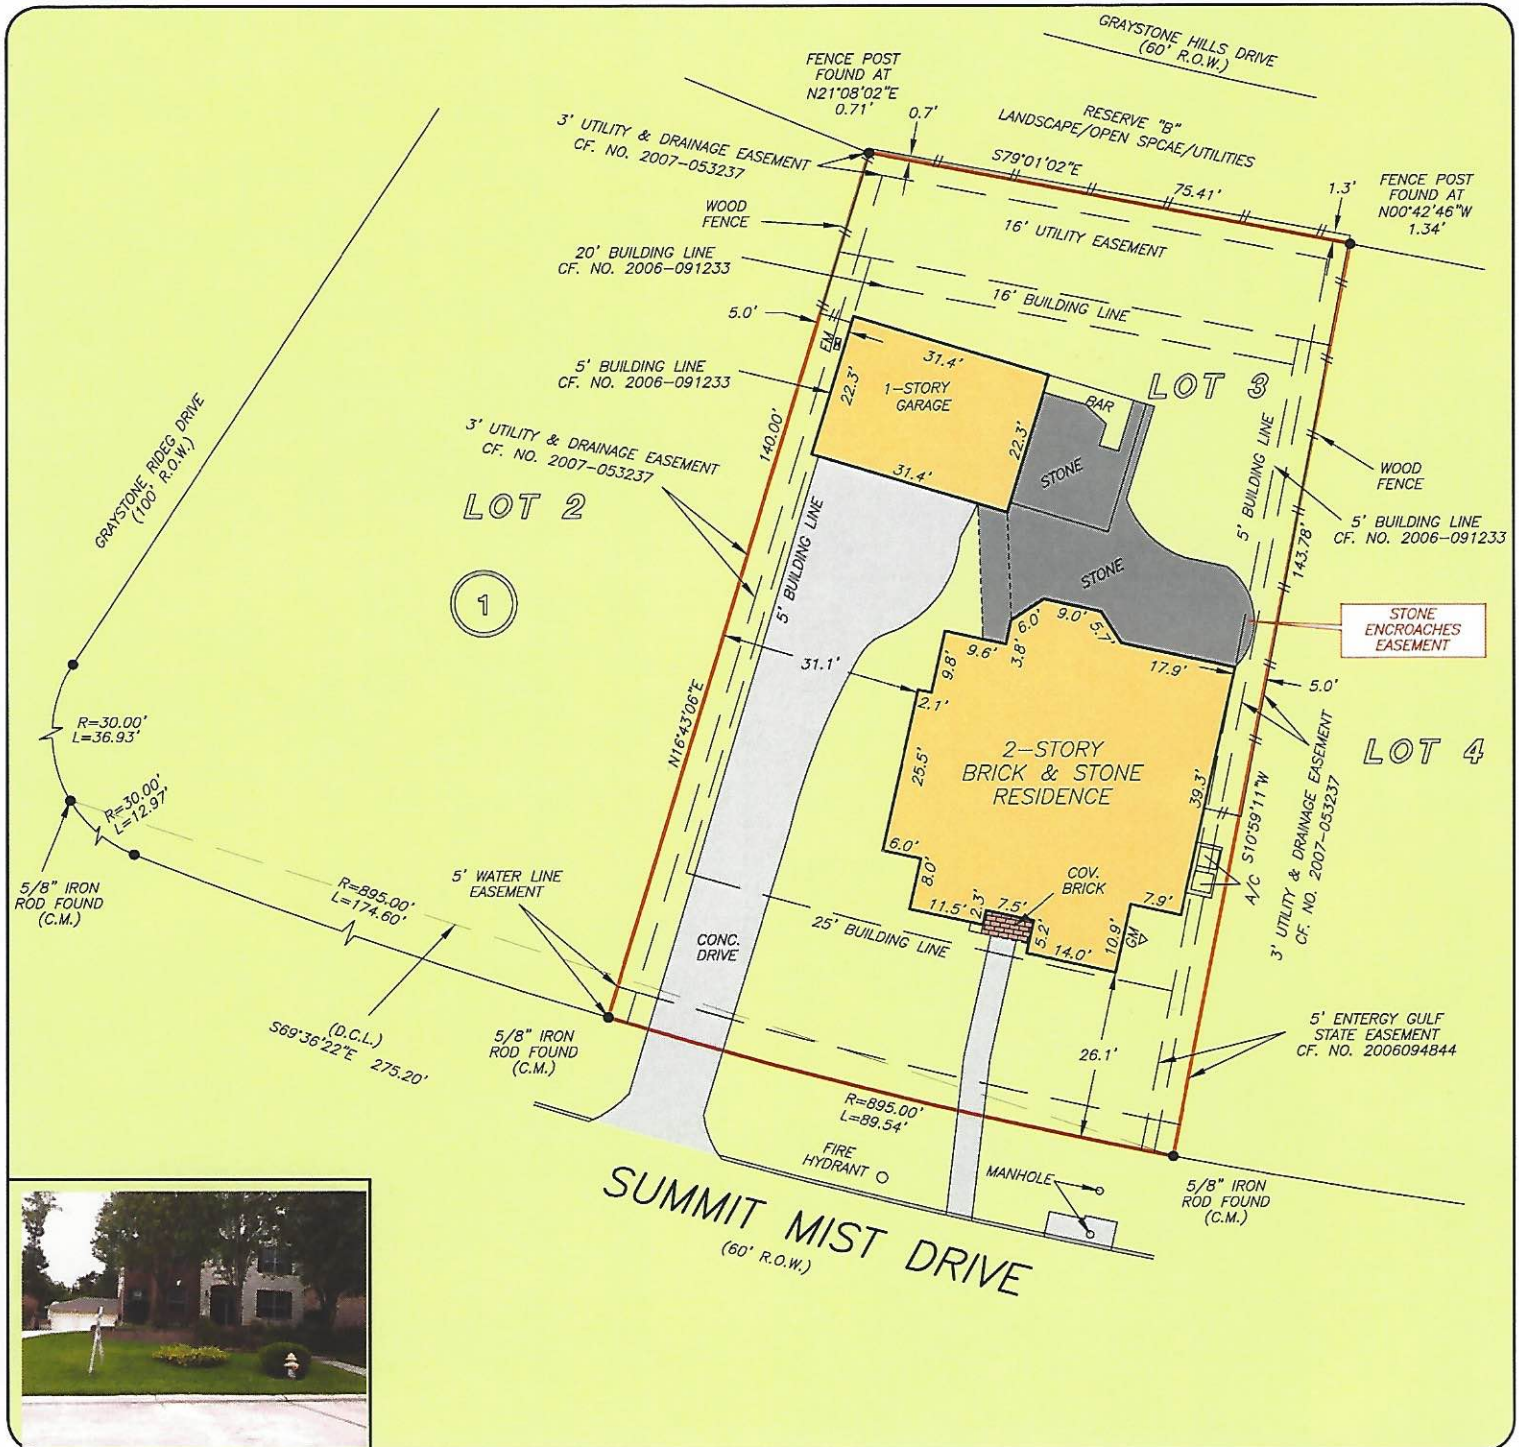 GRAYSTONE HILLS DRIVE
(60' R.O.W.)
FENCE POST
FOUND AT
N21°08'02"E
0.71'
0.7'
RESERVE "B"
LANDSCAPE/OPEN SPCAE/UTILITIES
3' UTILITY & DRAINAGE EASEMENT
CF. NO. 2007-053237
S79°01'02"E
75.41'
1.3'
FENCE POST
FOUND AT
N00°42'46"W
1.34'
WOOD
FENCE
16' UTILITY EASEMENT
20' BUILDING LINE
CF. NO. 2006-091233
16' BUILDING LINE
5.0'
EM
31.4'
5' BUILDING LINE
CF. NO. 2006-091233
22.3'
1-STORY
GARAGE
LOT 3
BAR
22.3'
31.4'
STONE
GRAYSTONE RIDEG DRIVE
(100' R.O.W.)
140.00'
3' UTILITY & DRAINAGE EASEMENT
CF. NO. 2007-053237
LOT 2
5' BUILDING LINE
5' BUILDING LINE
WOOD
FENCE
5' BUILDING LINE
CF. NO. 2006-091233
143.78'
STONE
1
STONE
ENCROACHES
EASEMENT
6.0'
9.0'
5.7'
9.6'
3.8'
9.8'
17.9'
31.1'
2.1'
5.0'
N16°43'06"E
R=30.00'
L=36.93'
2-STORY
BRICK & STONE
RESIDENCE
25.5'
39.3'
LOT 4
3' UTILITY & DRAINAGE EASEMENT
CF. NO. 2007-053237
S10°59'11"W
A/C
R=30.00'
L=12.97'
5/8" IRON
ROD FOUND
(C.M.)
6.0'
8.0'
COV.
BRICK
R=895.00'
L=174.60'
5' WATER LINE
EASEMENT
11.5'
2.3'
7.5'
5.2'
7.9'
10.9'
GM
14.0'
25' BUILDING LINE
CONC.
DRIVE
(D.C.L.)
S69°36'22"E 275.20'
5/8" IRON
ROD FOUND
(C.M.)
26.1'
5' ENTERGY GULF
STATE EASEMENT
CF. NO. 2006094844
R=895.00'
L=89.54'
FIRE
HYDRANT
MANHOLE
5/8" IRON
ROD FOUND
(C.M.)
SUMMIT MIST DRIVE
(60' R.O.W.)